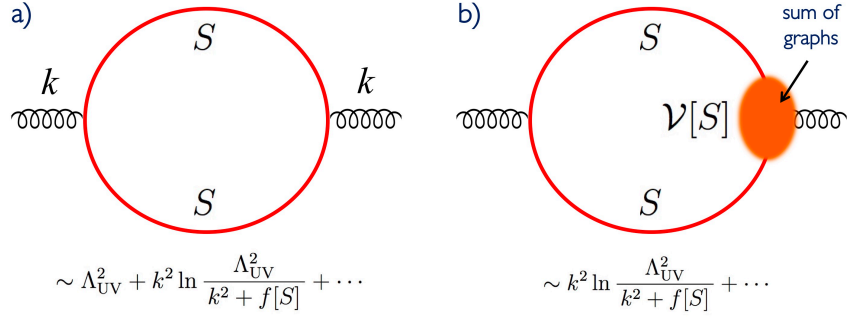 a)
S
k
k
S
∼ Λ²_UV + k² ln Λ²_UV / (k² + f[S]) + ⋯
b)
sum of
graphs
S
𝒱[S]
S
∼ k² ln Λ²_UV / (k² + f[S]) + ⋯